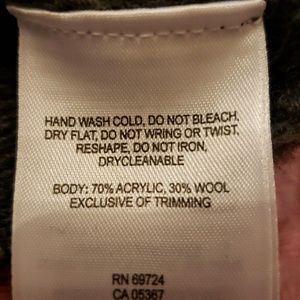 HAND WASH COLD, DO NOT BLEACH.
DRY FLAT, DO NOT WRING OR TWIST,
RESHAPE, DO NOT IRON,
DRYCLEANABLE
BODY: 70% ACRYLIC, 30% WOOL
EXCLUSIVE OF TRIMMING
RN 69724
CA 05367